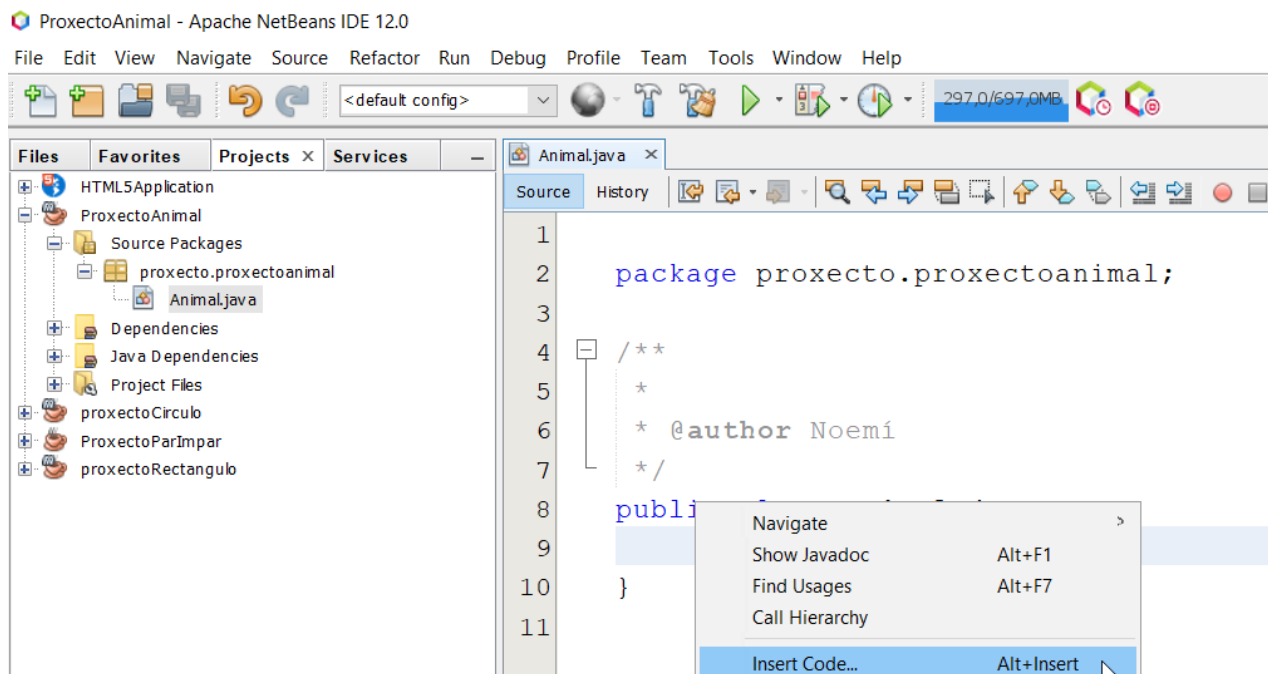 ProxectoAnimal - Apache NetBeans IDE 12.0
File Edit View Navigate Source Refactor Run Debug Profile Team Tools Window Help
<default config> 297,0/697,0MB
Files Favorites Projects Services
Animal.java
HTML5Application
Source History
ProxectoAnimal
Source Packages
proxecto.proxectoanimal
Animal.java
Dependencies
Java Dependencies
Project Files
proxectoCirculo
ProxectoParImpar
proxectoRectangulo
1
2 package proxecto.proxectoanimal;
3
4 /**
5 *
6 * @author Noemí
7 */
8 publi
9
10 }
11
Navigate >
Show Javadoc Alt+F1
Find Usages Alt+F7
Call Hierarchy
Insert Code... Alt+Insert